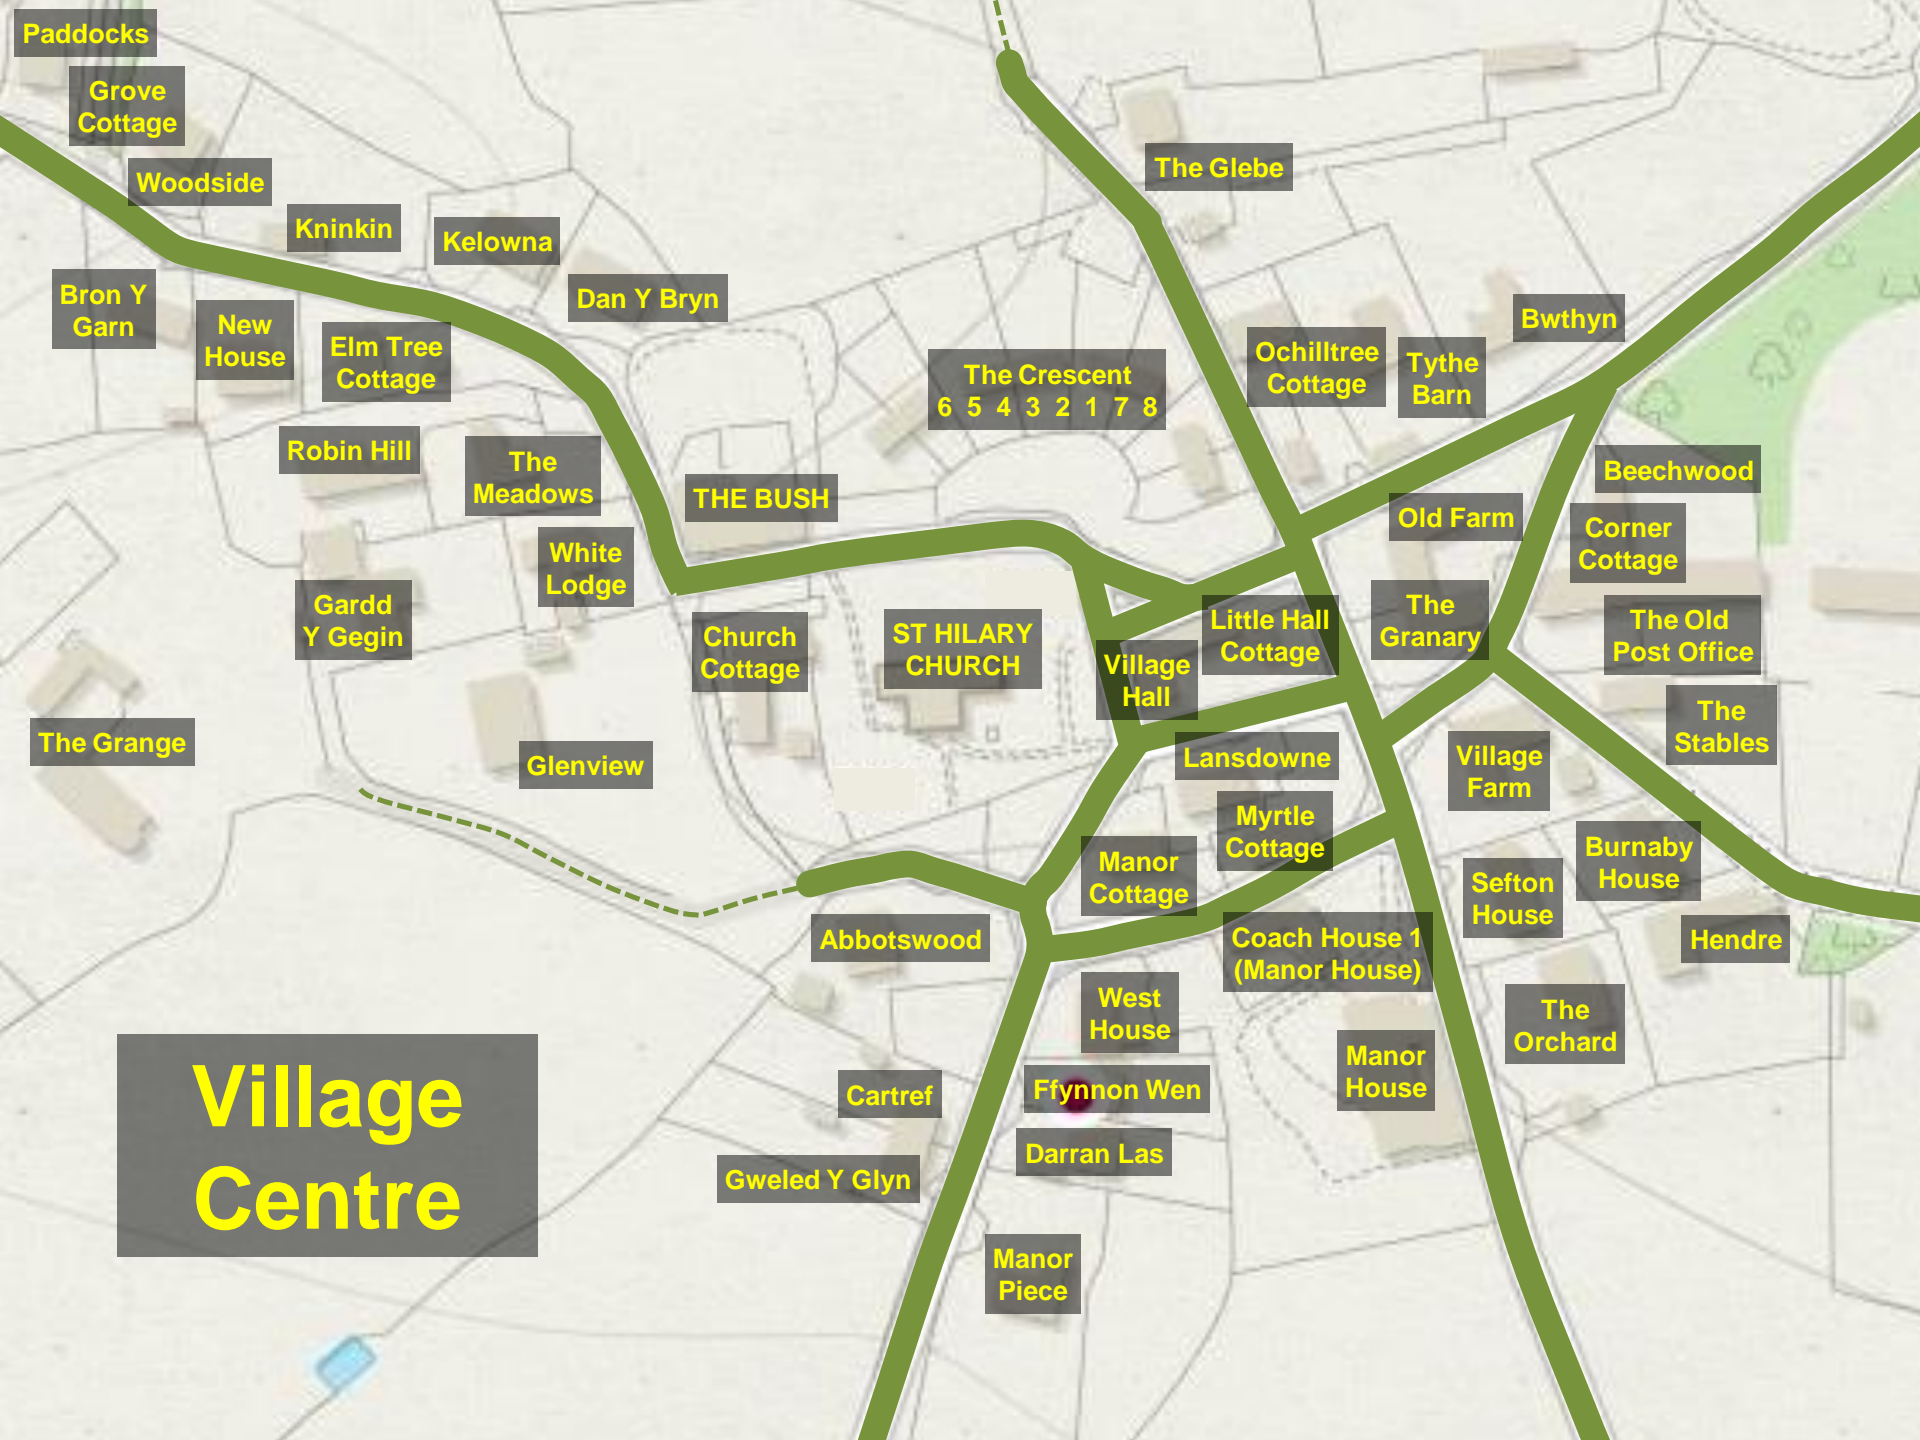 Paddocks
Grove
Cottage
Woodside
Kninkin
Kelowna
Dan Y Bryn
The Glebe
Bron Y
Garn
New
House
Elm Tree
Cottage
Robin Hill
The
Meadows
THE BUSH
The Crescent
6 5 4 3 2 1 7 8
Ochilltree
Cottage
Tythe
Barn
Bwthyn
Beechwood
Old Farm
Corner
Cottage
White
Lodge
Gardd
Y Gegin
Church
Cottage
ST HILARY
CHURCH
Village
Hall
Little Hall
Cottage
The
Granary
The Old
Post Office
The
Stables
The Grange
Glenview
Lansdowne
Village
Farm
Myrtle
Cottage
Manor
Cottage
Burnaby
House
Sefton
House
Hendre
Abbotswood
Coach House 1
(Manor House)
West
House
The
Orchard
Manor
House
Cartref
Ffynnon Wen
Darran Las
Gweled Y Glyn
Manor
Piece
Village
Centre